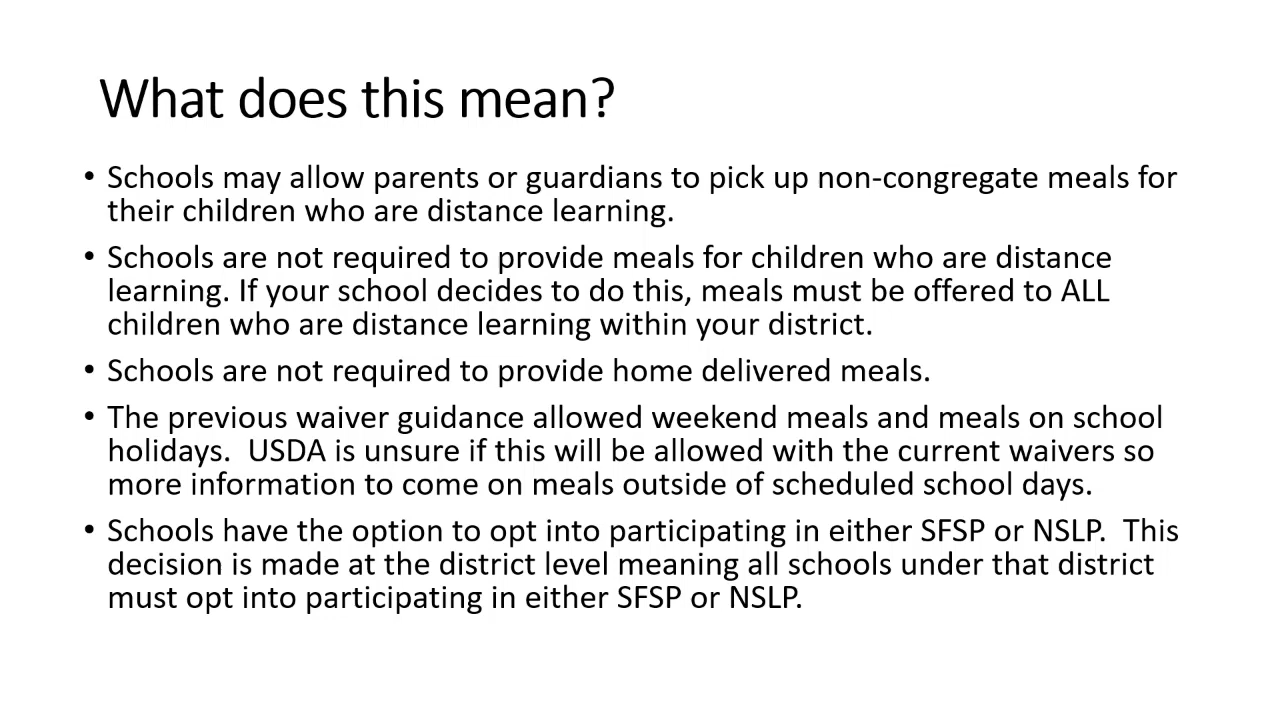 What does this mean?
• Schools may allow parents or guardians to pick up non-congregate meals for
their children who are distance learning.
• Schools are not required to provide meals for children who are distance
learning. If your school decides to do this, meals must be offered to ALL
children who are distance learning within your district.
• Schools are not required to provide home delivered meals.
• The previous waiver guidance allowed weekend meals and meals on school
holidays.  USDA is unsure if this will be allowed with the current waivers so
more information to come on meals outside of scheduled school days.
• Schools have the option to opt into participating in either SFSP or NSLP.  This
decision is made at the district level meaning all schools under that district
must opt into participating in either SFSP or NSLP.